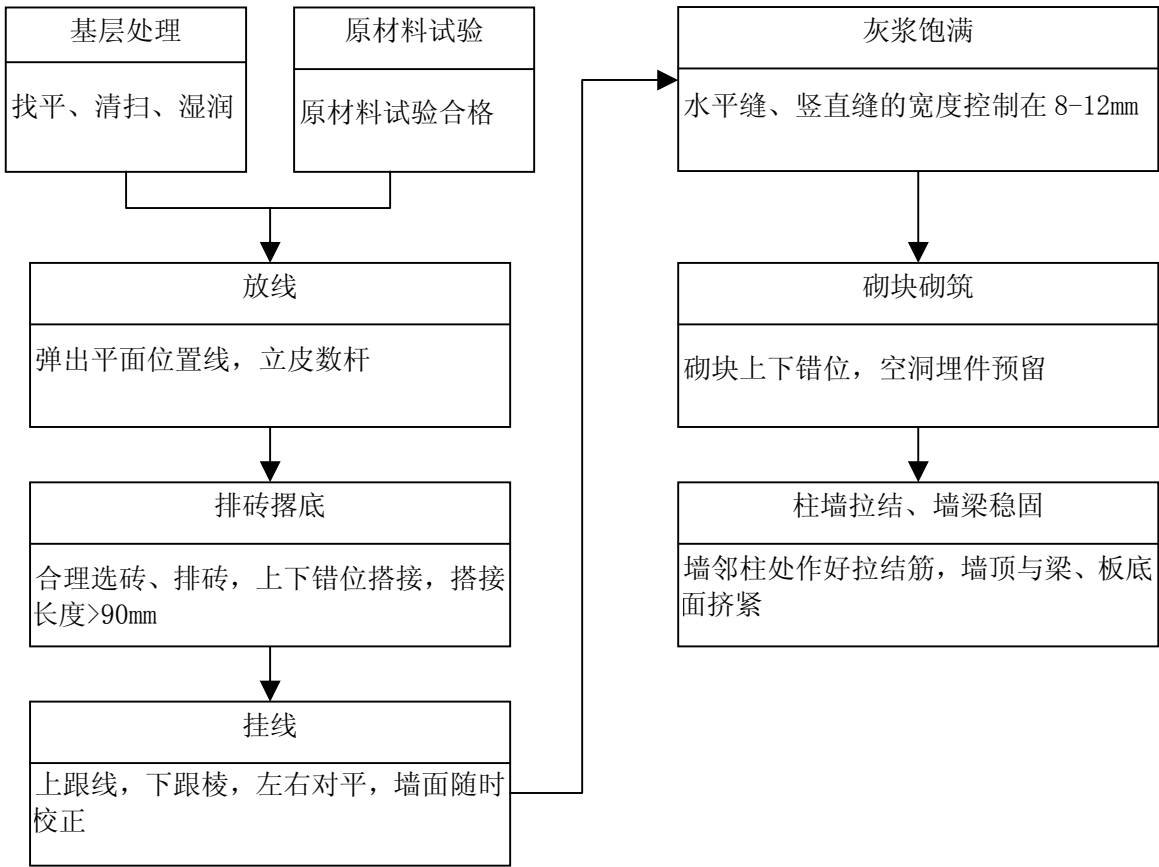 基层处理
找平、清扫、湿润
原材料试验
原材料试验合格
放线
弹出平面位置线，立皮数杆
排砖撂底
合理选砖、排砖，上下错位搭接，搭接
长度>90mm
挂线
上跟线，下跟棱，左右对平，墙面随时
校正
灰浆饱满
水平缝、竖直缝的宽度控制在 8-12mm
砌块砌筑
砌块上下错位，空洞埋件预留
柱墙拉结、墙梁稳固
墙邻柱处作好拉结筋，墙顶与梁、板底
面挤紧